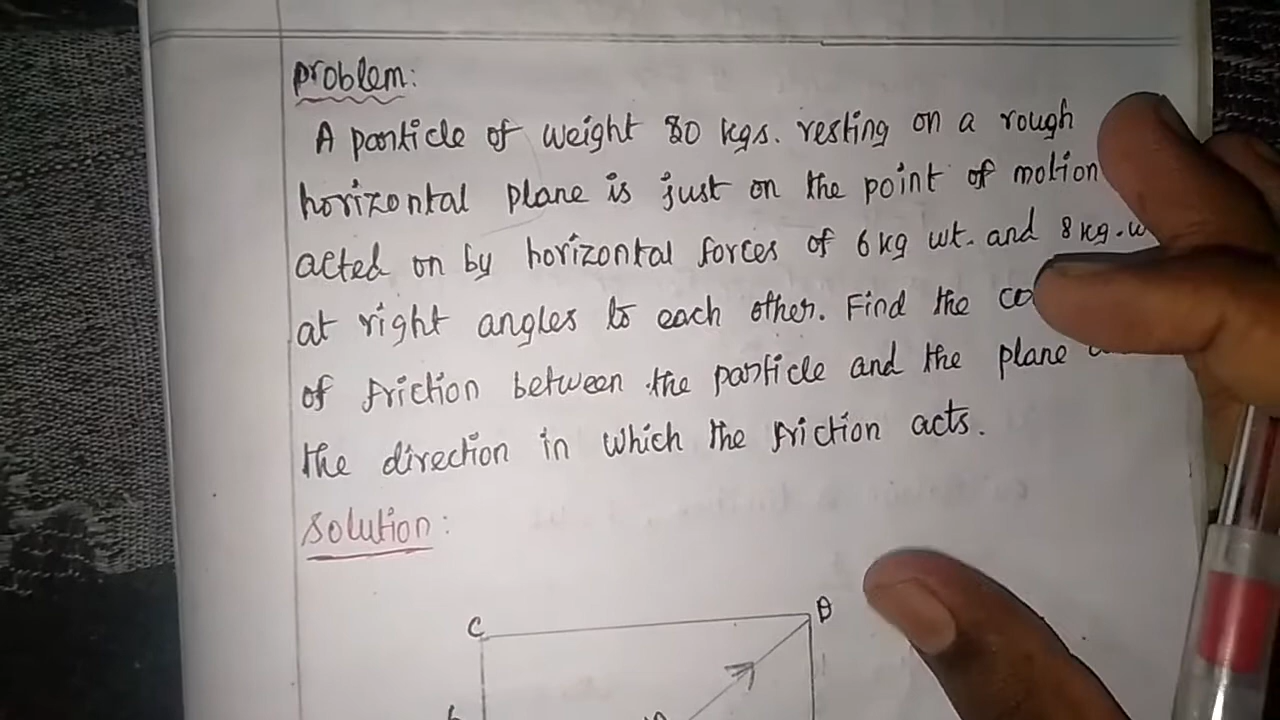 Problem:
A particle of weight 80 kgs. resting on a rough
horizontal plane is just on the point of motion
acted on by horizontal forces of 6 kg wt. and 8 kg.w
at right angles to each other. Find the co
of friction between the particle and the plane
the direction in which the friction acts.
Solution:
C B